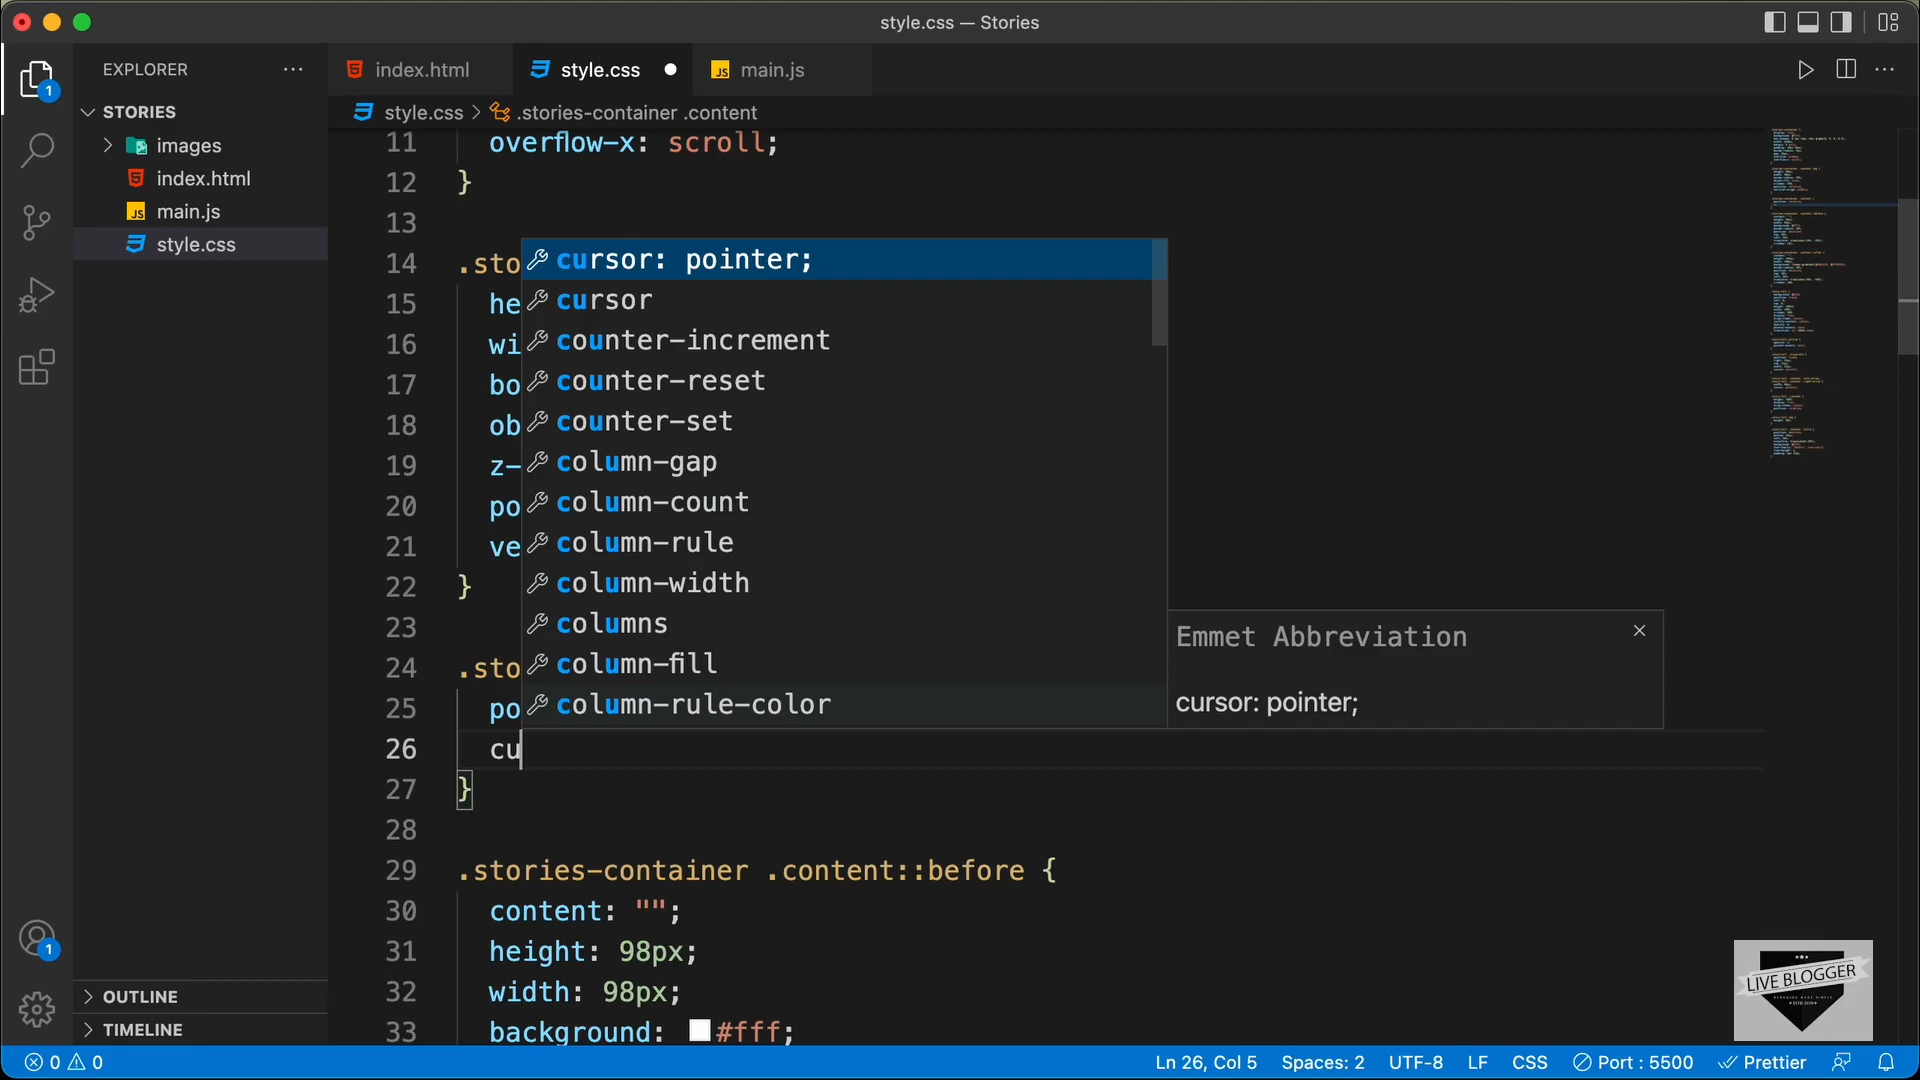 style.css — Stories
EXPLORER
STORIES
images
index.html
main.js
style.css
OUTLINE
TIMELINE
1
1
index.html
style.css
main.js
style.css > .stories-container .content
11 overflow-x: scroll;
12 }
13
14 .sto
15 he
16 wi
17 bo
18 ob
19 z-
20 po
21 ve
22 }
23
24 .sto
25 po
26 cu
27 }
28
29 .stories-container .content::before {
30 content: "";
31 height: 98px;
32 width: 98px;
33 background: #fff;
cursor: pointer;
cursor
counter-increment
counter-reset
counter-set
column-gap
column-count
column-rule
column-width
columns
column-fill
column-rule-color
Emmet Abbreviation
cursor: pointer;
LIVE BLOGGER
0 0
Ln 26, Col 5 Spaces: 2 UTF-8 LF CSS Port : 5500 Prettier